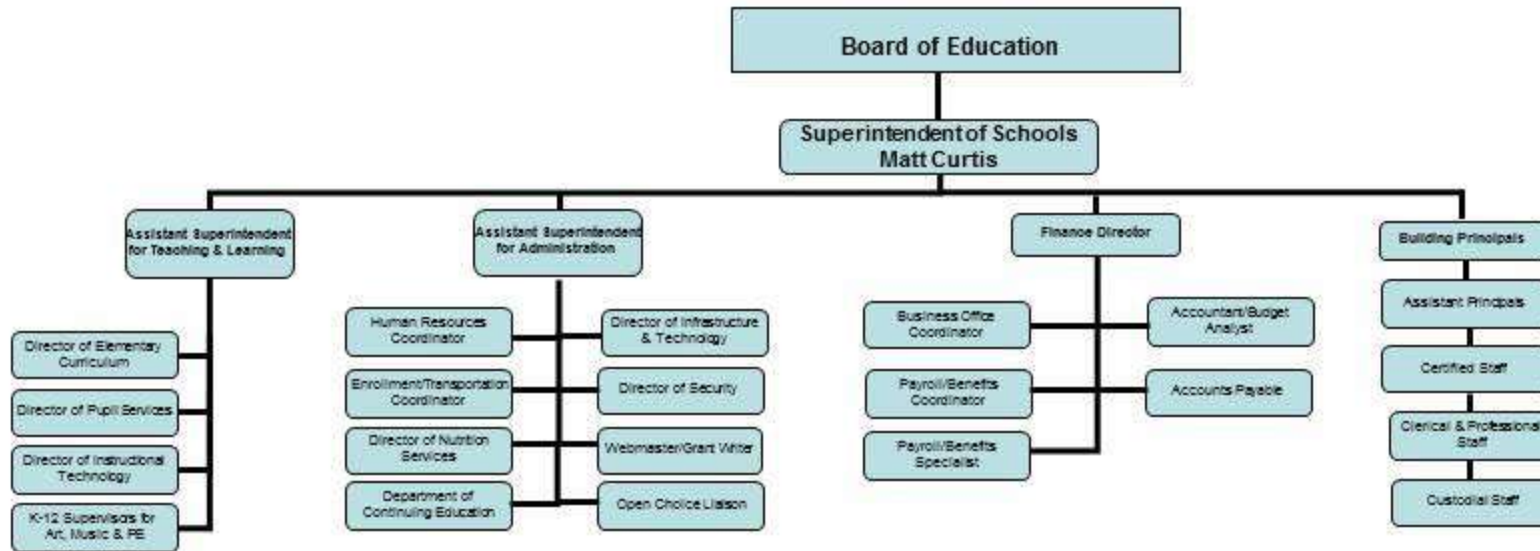 Board of Education
Superintendent of Schools
Matt Curtis
Assistant Superintendent
for Teaching & Learning
Assistant Superintendent
for Administration
Finance Director
Building Principals
Director of Elementary
Curriculum
Director of Pupil Services
Director of Instructional
Technology
K-12 Supervisors for
Art, Music & PE
Human Resources
Coordinator
Enrollment/Transportation
Coordinator
Director of Nutrition
Services
Department of
Continuing Education
Director of Infrastructure
& Technology
Director of Security
Webmaster/Grant Writer
Open Choice Liaison
Business Office
Coordinator
Payroll/Benefits
Coordinator
Payroll/Benefits
Specialist
Accountant/Budget
Analyst
Accounts Payable
Assistant Principals
Certified Staff
Clerical & Professional
Staff
Custodial Staff